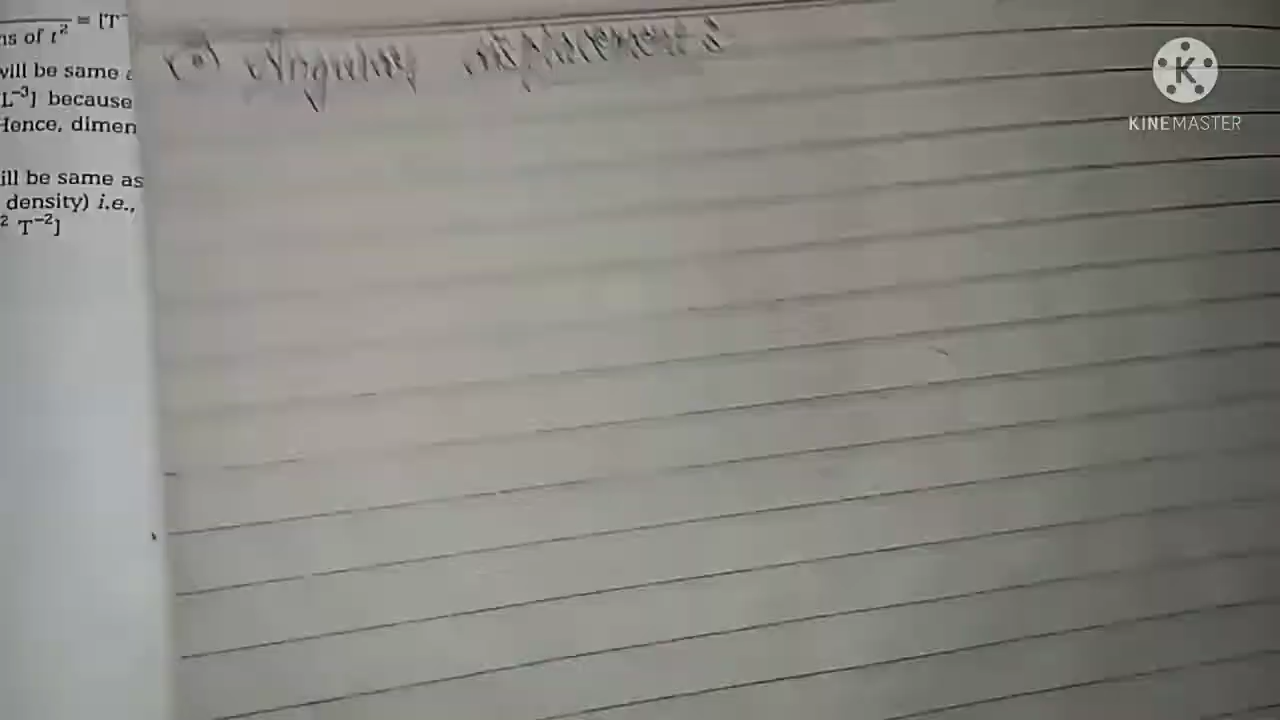 ns of t² = [T⁻
will be same
L⁻³] because
Hence, dimen
ill be same as
density) i.e.,
² T⁻²]
(a) Angular displacement :
KINEMASTER